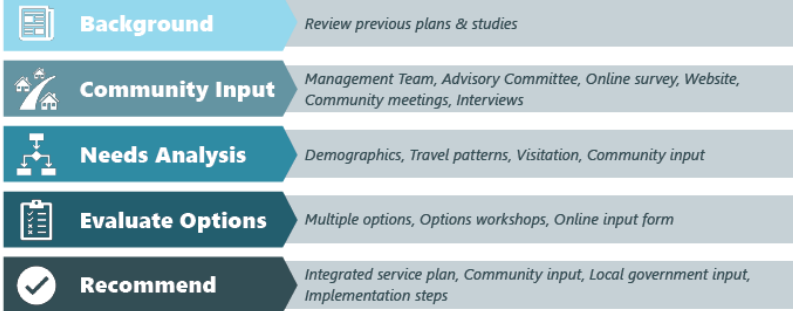 Background
Review previous plans & studies
Community Input
Management Team, Advisory Committee, Online survey, Website,
Community meetings, Interviews
Needs Analysis
Demographics, Travel patterns, Visitation, Community input
Evaluate Options
Multiple options, Options workshops, Online input form
Recommend
Integrated service plan, Community input, Local government input,
Implementation steps